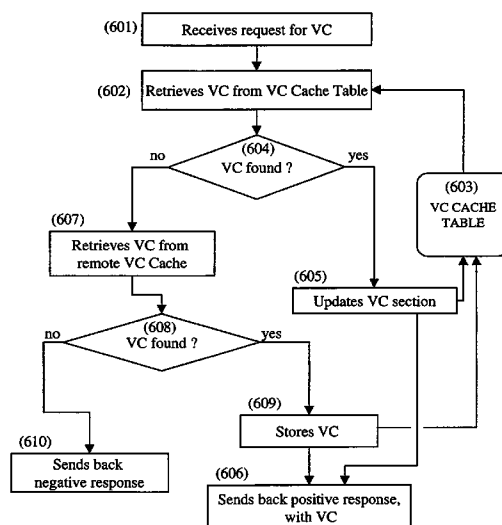 (601)
Receives request for VC
(602)
Retrieves VC from VC Cache Table
(604)
VC found ?
no
yes
(603)
VC CACHE
TABLE
(607)
Retrieves VC from
remote VC Cache
(605)
Updates VC section
(608)
VC found ?
no
yes
(609)
Stores VC
(610)
Sends back
negative response
(606)
Sends back positive response,
with VC